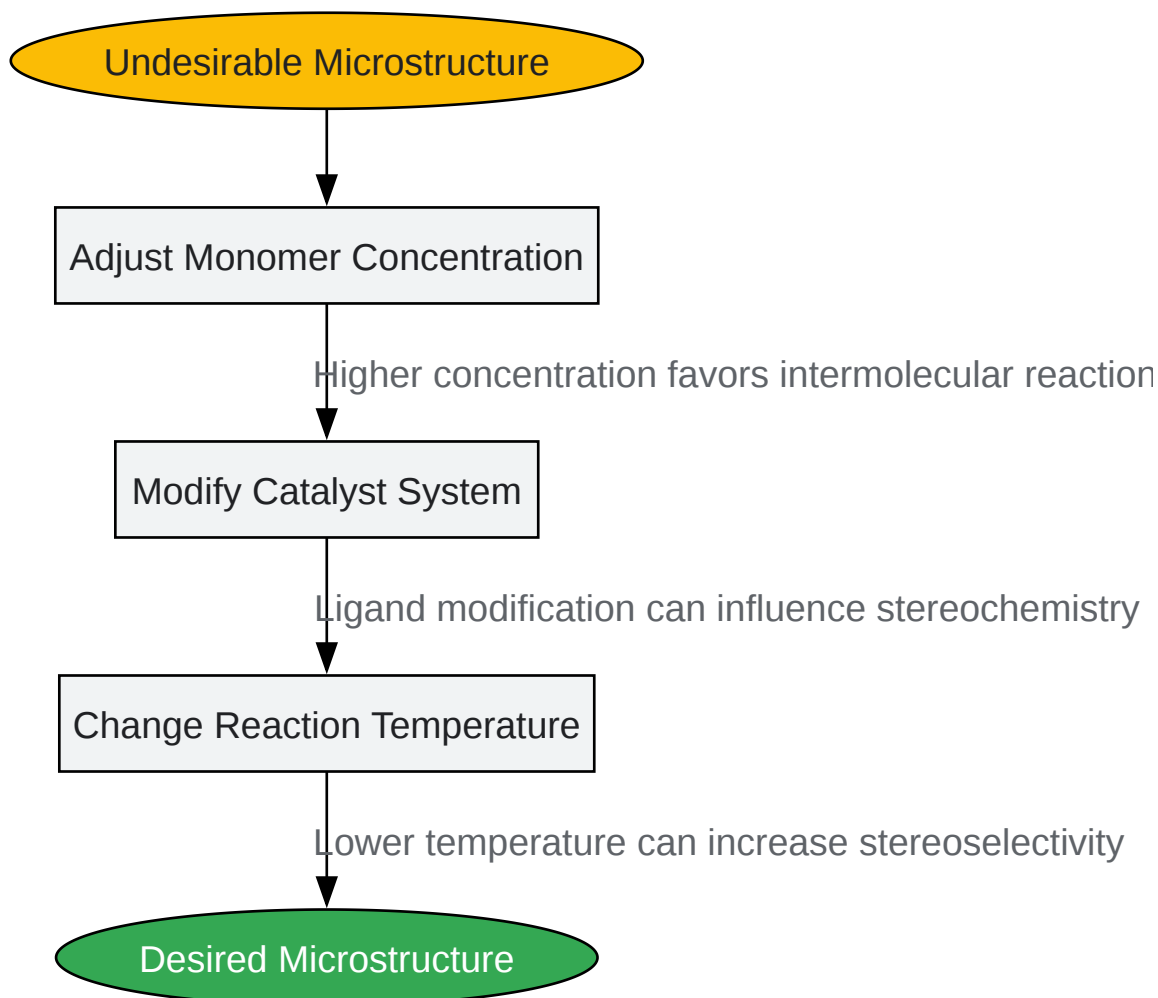 Undesirable Microstructure
Adjust Monomer Concentration
Higher concentration favors intermolecular reaction
Modify Catalyst System
Ligand modification can influence stereochemistry
Change Reaction Temperature
Lower temperature can increase stereoselectivity
Desired Microstructure